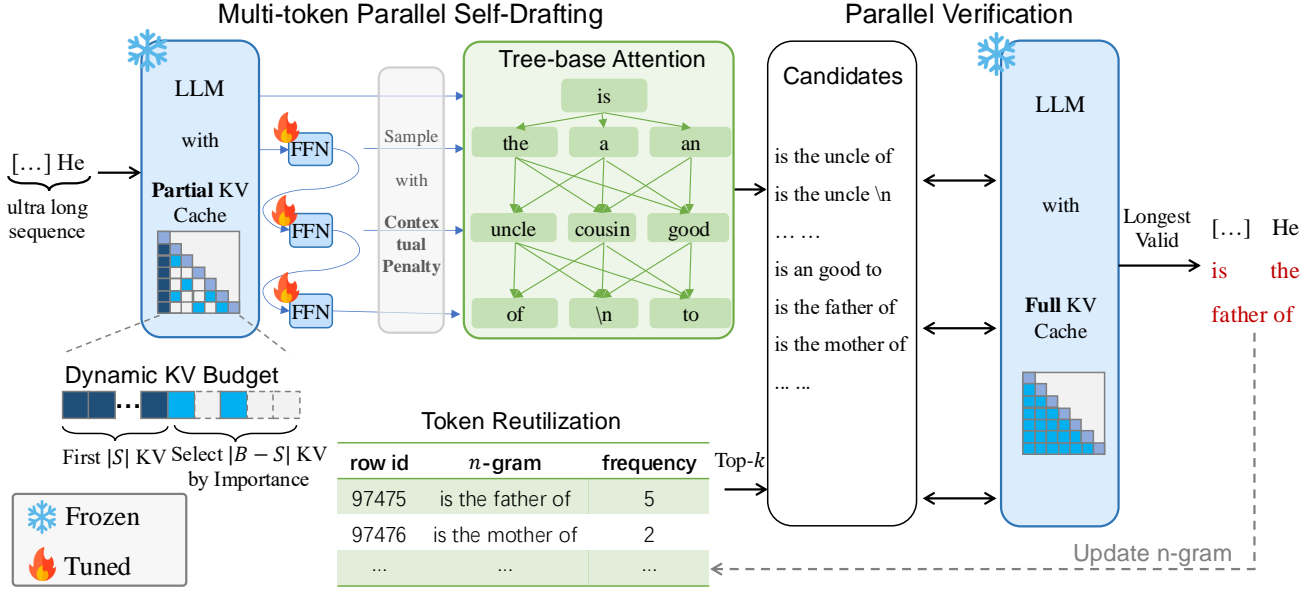 Multi-token Parallel Self-Drafting
Parallel Verification
[…] He
ultra long
sequence
LLM
with
Partial KV
Cache
FFN
FFN
FFN
Sample
with
Contex
tual
Penalty
Tree-base Attention
is
the a an
uncle cousin good
of \n to
Candidates
is the uncle of
is the uncle \n
… …
is an good to
is the father of
is the mother of
… …
LLM
with
Full KV
Cache
Longest
Valid
[…] He
is the
father of
Dynamic KV Budget
...
First |S| KV
Select |B − S| KV
by Importance
Frozen
Tuned
Token Reutilization
row id n-gram frequency
97475 is the father of 5
97476 is the mother of 2
... ... ...
Top-k
Update n-gram